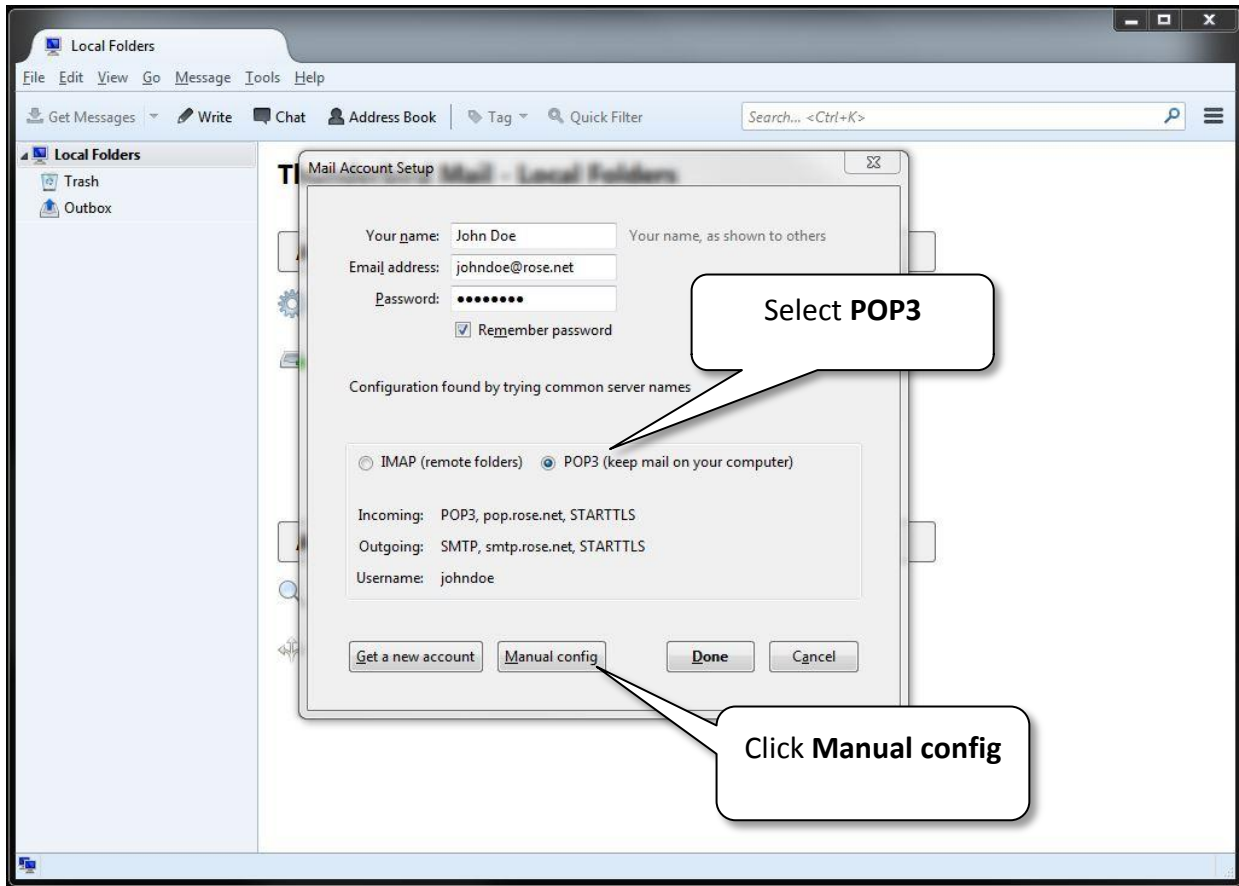 Local Folders
File Edit View Go Message Tools Help
Get Messages Write Chat Address Book Tag Quick Filter Search... <Ctrl+K>
Local Folders
Trash
Outbox
Mail Account Setup
Your name: John Doe Your name, as shown to others
Email address: johndoe@rose.net
Password: ••••••••
Remember password
Select POP3
Configuration found by trying common server names
IMAP (remote folders) POP3 (keep mail on your computer)
Incoming: POP3, pop.rose.net, STARTTLS
Outgoing: SMTP, smtp.rose.net, STARTTLS
Username: johndoe
Get a new account Manual config Done Cancel
Click Manual config